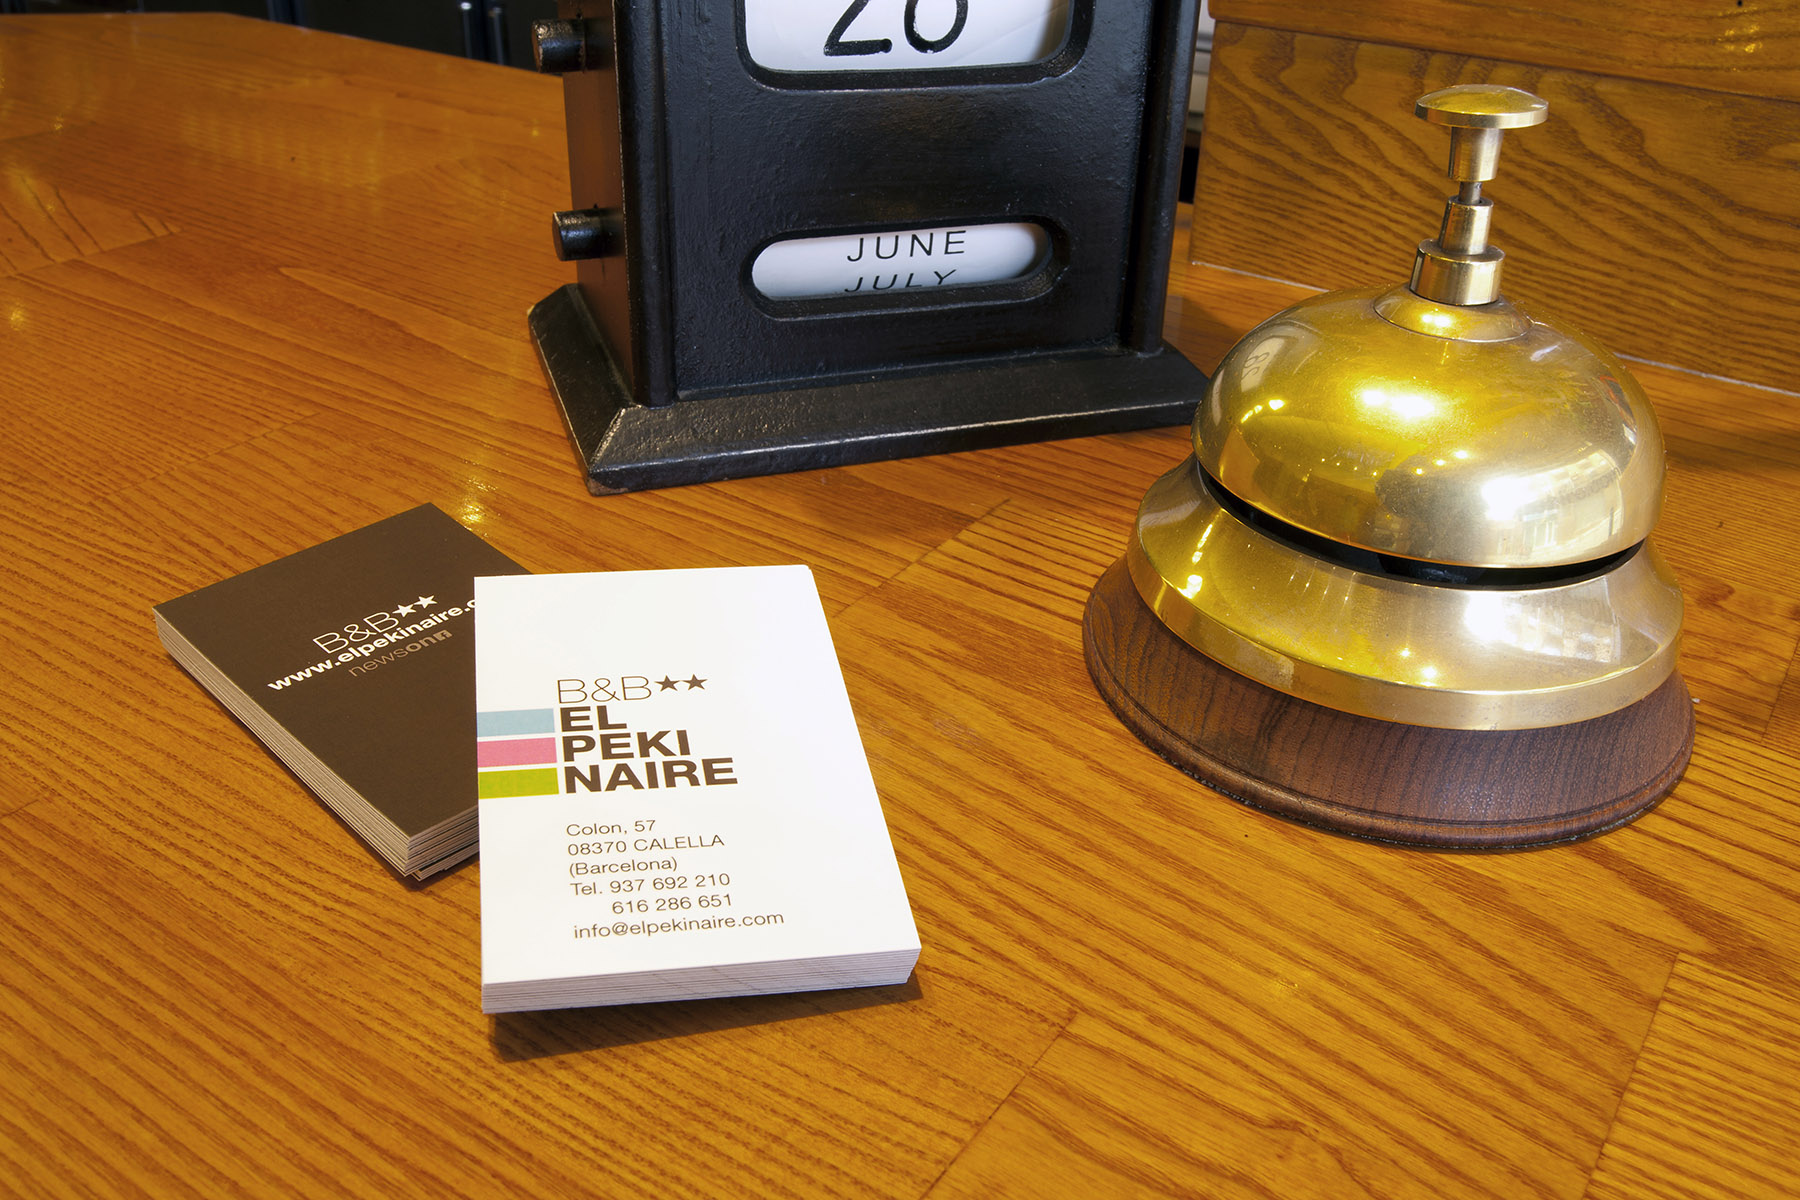 26
JUNE
JULY
B&B★★
www.elpekinaire.c
newsonn
B&B★★
EL
PEKI
NAIRE
Colon, 57
08370 CALELLA
(Barcelona)
Tel. 937 692 210
616 286 651
info@elpekinaire.com